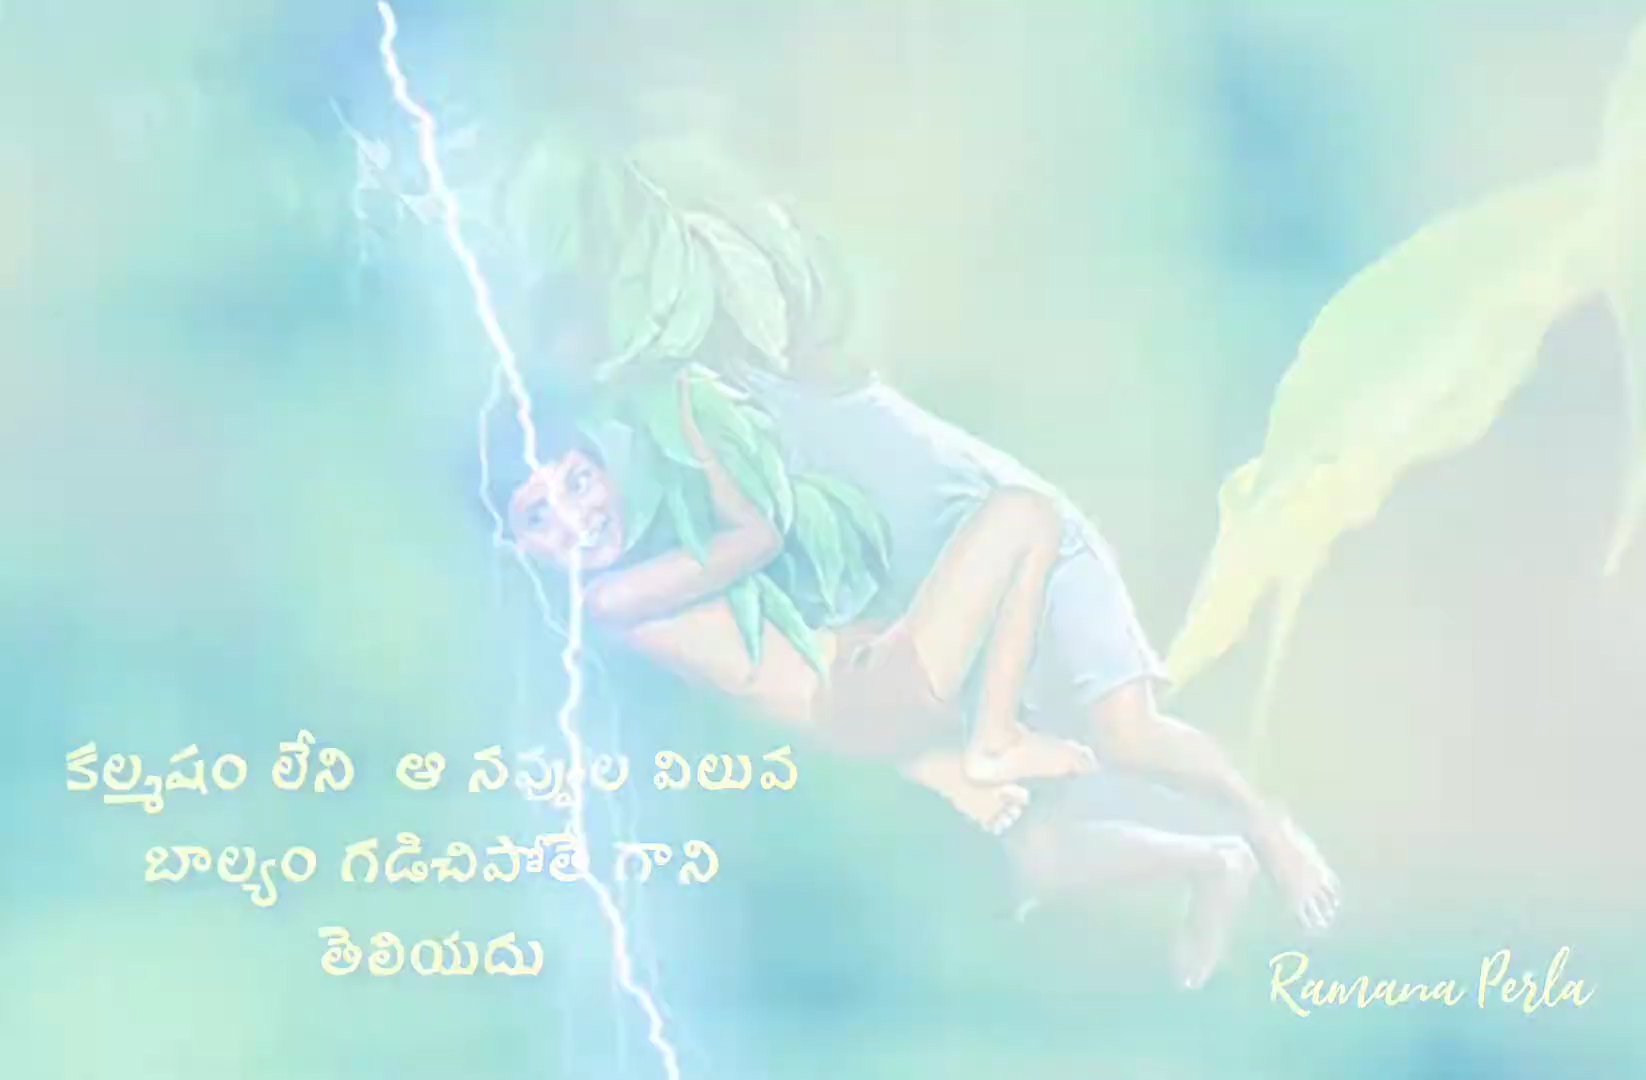 కల్మషం లేని ఆ నవ్వుల విలువ
బాల్యం గడిచిపోతే గాని
తెలియదు
Ramana Perla